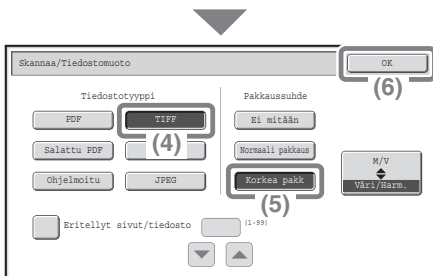 Skannaa/Tiedostomuoto
OK
(6)
Tiedostotyyppi
Pakkaussuhde
PDF
TIFF
Ei mitään
(4)
Salattu PDF
Normaali pakkaus
M/V
Ohjelmoitu
JPEG
Korkea pakk
Väri/Harm.
(5)
Eritellyt sivut/tiedosto
(1-99)